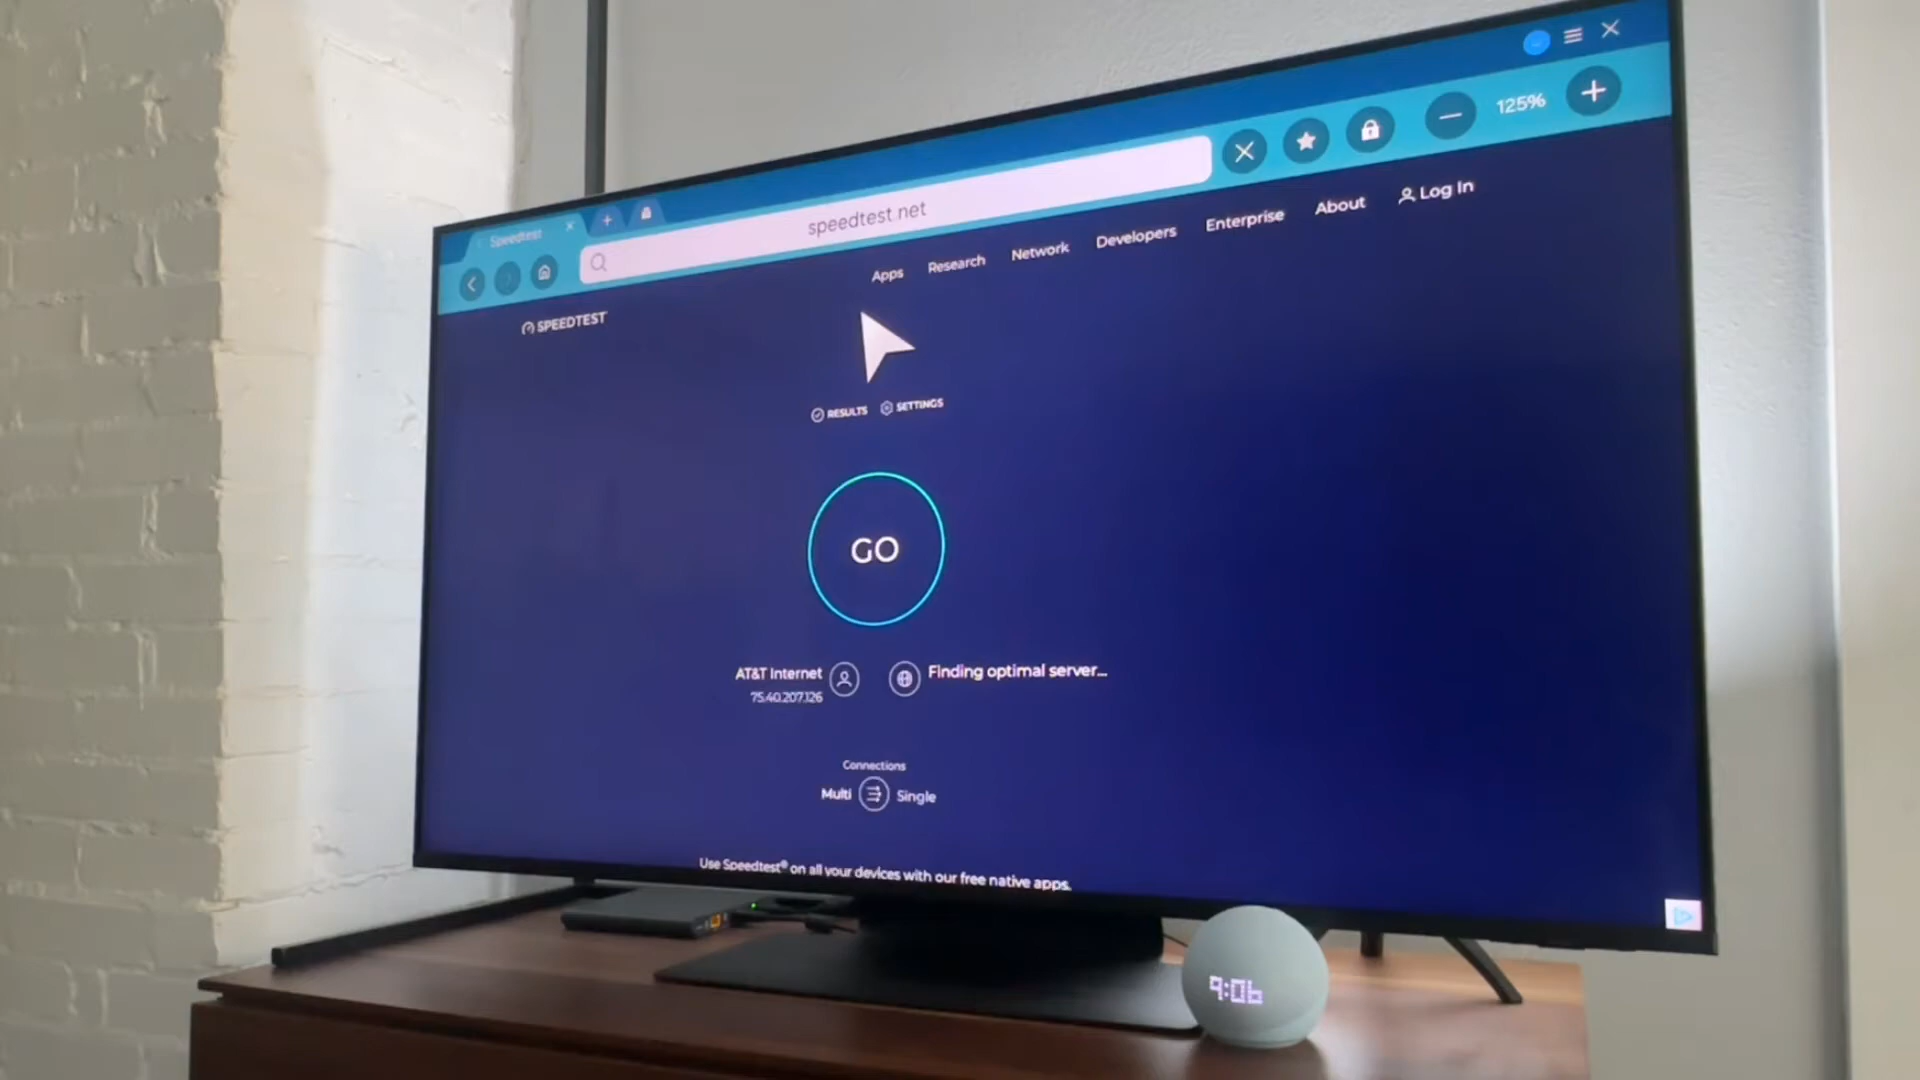 125%
Speedtest
speedtest.net
Apps Research Network Developers Enterprise About Log In
SPEEDTEST
RESULTS SETTINGS
GO
AT&T Internet
75.40.207.126
Finding optimal server...
Connections
Multi Single
Use Speedtest® on all your devices with our free native apps.
9:06